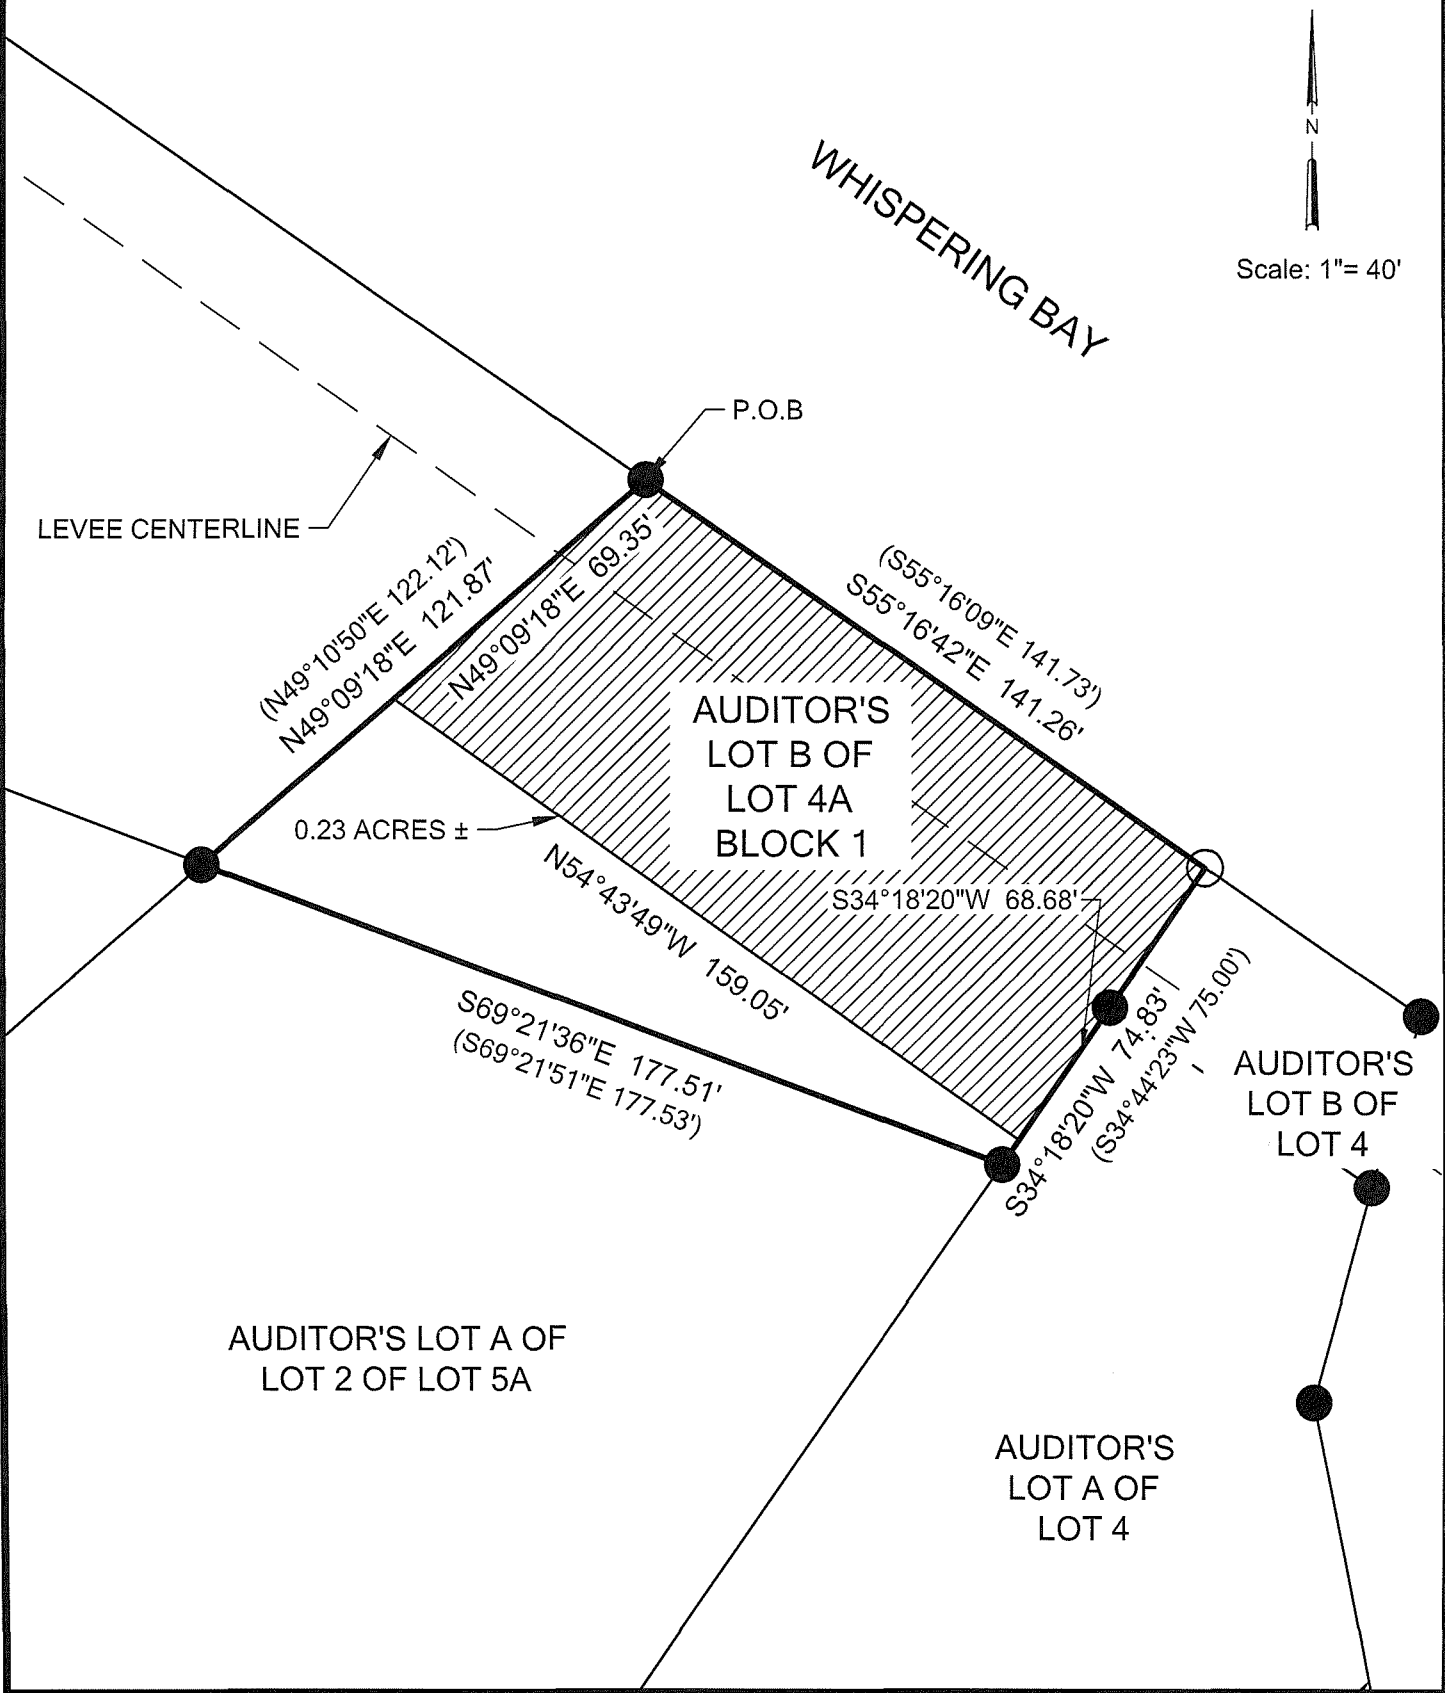 N
Scale: 1"= 40'
WHISPERING BAY
P.O.B
LEVEE CENTERLINE
(N49°10'50"E 122.12')
N49°09'18"E 121.87'
N49°09'18"E 69.35'
(S55°16'09"E 141.73')
S55°16'42"E 141.26'
AUDITOR'S
LOT B OF
LOT 4A
BLOCK 1
0.23 ACRES ±
N54°43'49"W 159.05'
S34°18'20"W 68.68'
S69°21'36"E 177.51'
(S69°21'51"E 177.53')
S34°18'20"W 74.83'
(S34°44'23"W 75.00')
AUDITOR'S
LOT B OF
LOT 4
AUDITOR'S LOT A OF
LOT 2 OF LOT 5A
AUDITOR'S
LOT A OF
LOT 4